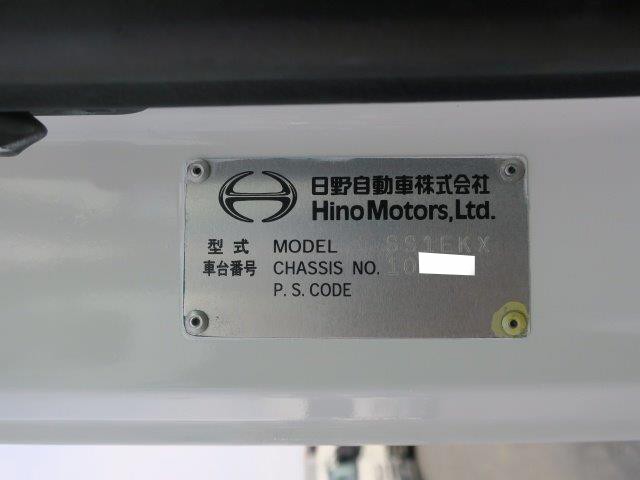 日野自動車株式会社
Hino Motors, Ltd.
型式 MODEL SS1EKX
車台番号 CHASSIS NO. 10
P. S. CODE